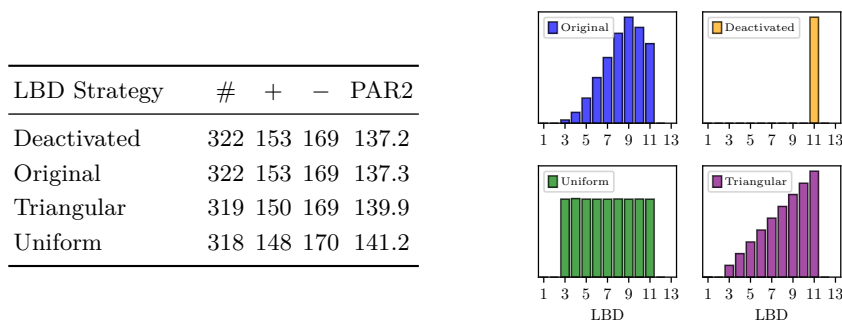 LBD Strategy # + − PAR2
Deactivated 322 153 169 137.2
Original 322 153 169 137.3
Triangular 319 150 169 139.9
Uniform 318 148 170 141.2
Original
1 3 5 7 9 11 13
Deactivated
1 3 5 7 9 11 13
Uniform
1 3 5 7 9 11 13
LBD
Triangular
1 3 5 7 9 11 13
LBD